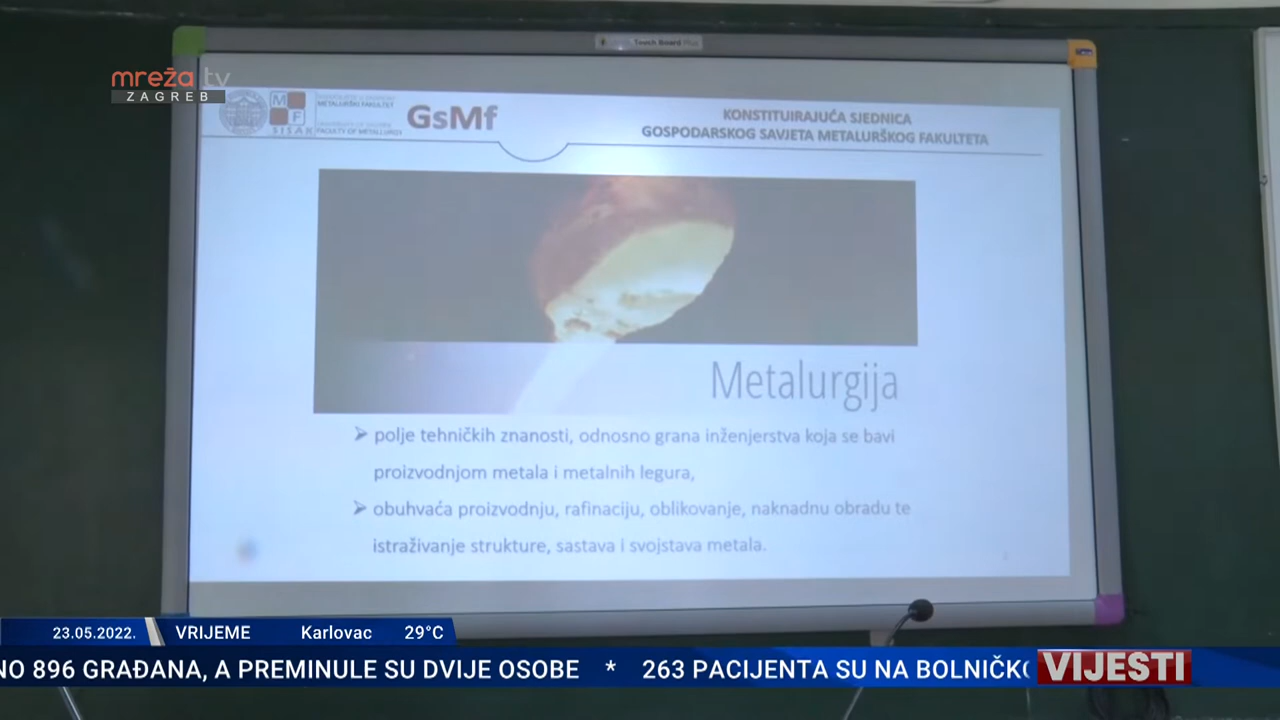 Touch Board Plus
mreža tv
ZAGREB
M
F
SISAK
METALURŠKI FAKULTET
FACULTY OF METALLURGY
GsMf
KONSTITUIRAJUĆA SJEDNICA
GOSPODARSKOG SAVJETA METALURŠKOG FAKULTETA
Metalurgija
➢ polje tehničkih znanosti, odnosno grana inženjerstva koja se bavi
proizvodnjom metala i metalnih legura,
➢ obuhvaća proizvodnju, rafinaciju, oblikovanje, naknadnu obradu te
istraživanje strukture, sastava i svojstava metala.
23.05.2022. VRIJEME Karlovac 29°C
NO 896 GRAĐANA, A PREMINULE SU DVIJE OSOBE * 263 PACIJENTA SU NA BOLNIČKO
VIJESTI